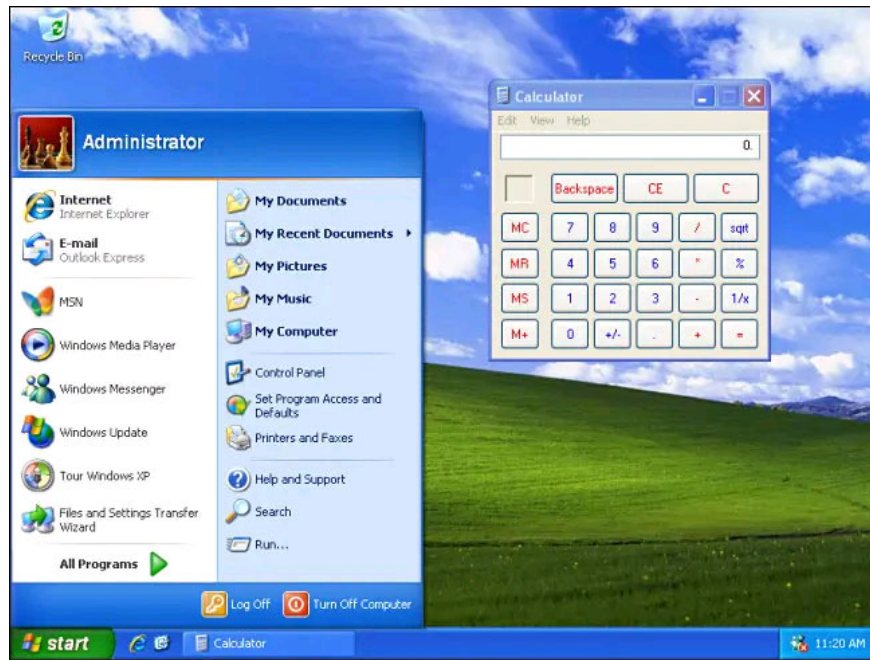 Recycle Bin
Administrator
Internet
Internet Explorer
E-mail
Outlook Express
MSN
Windows Media Player
Windows Messenger
Windows Update
Tour Windows XP
Files and Settings Transfer
Wizard
All Programs
My Documents
My Recent Documents
My Pictures
My Music
My Computer
Control Panel
Set Program Access and
Defaults
Printers and Faxes
Help and Support
Search
Run...
Log Off Turn Off Computer
Calculator
Edit View Help
0.
Backspace CE C
MC 7 8 9 / sqrt
MR 4 5 6 * %
MS 1 2 3 - 1/x
M+ 0 +/- . + =
start Calculator 11:20 AM